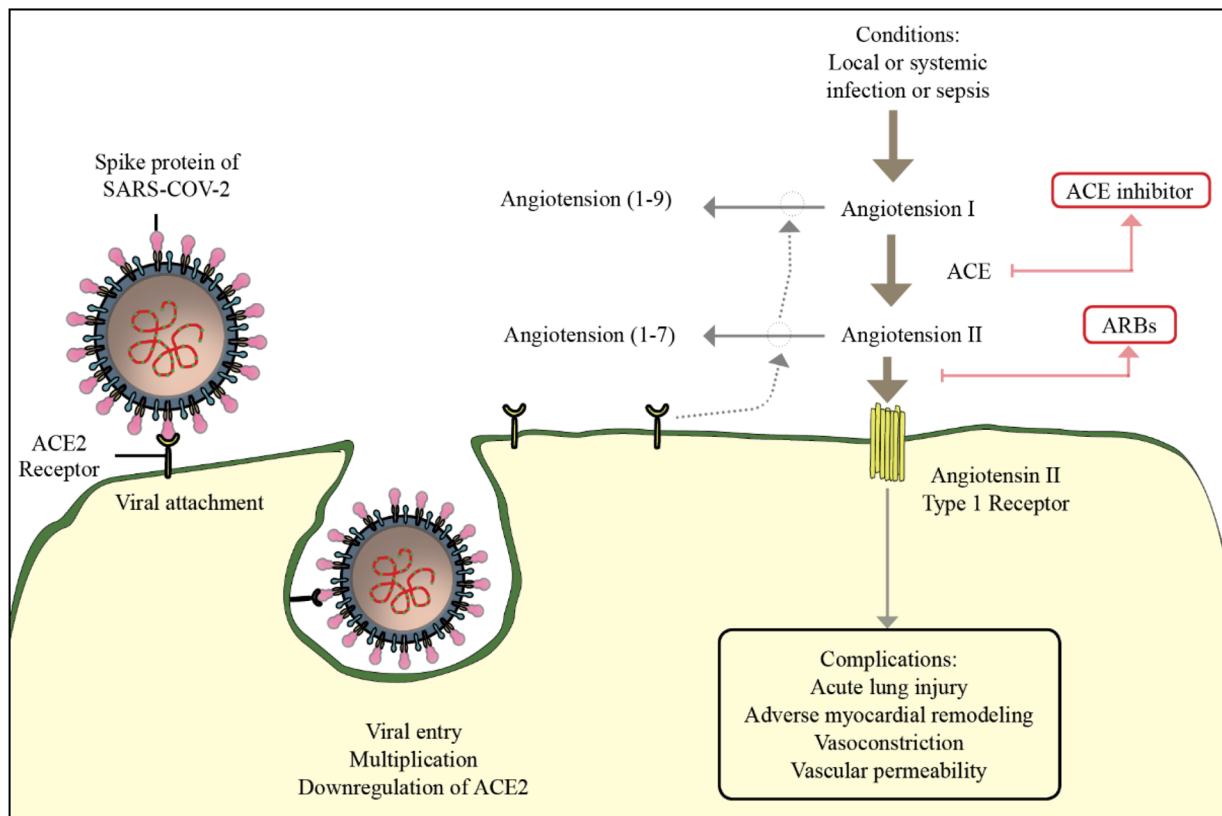 Conditions:
Local or systemic
infection or sepsis
Spike protein of
SARS-COV-2
Angiotension (1-9)
Angiotension I
ACE inhibitor
ACE
Angiotension (1-7)
Angiotension II
ARBs
ACE2
Receptor
Viral attachment
Angiotensin II
Type 1 Receptor
Viral entry
Multiplication
Downregulation of ACE2
Complications:
Acute lung injury
Adverse myocardial remodeling
Vasoconstriction
Vascular permeability